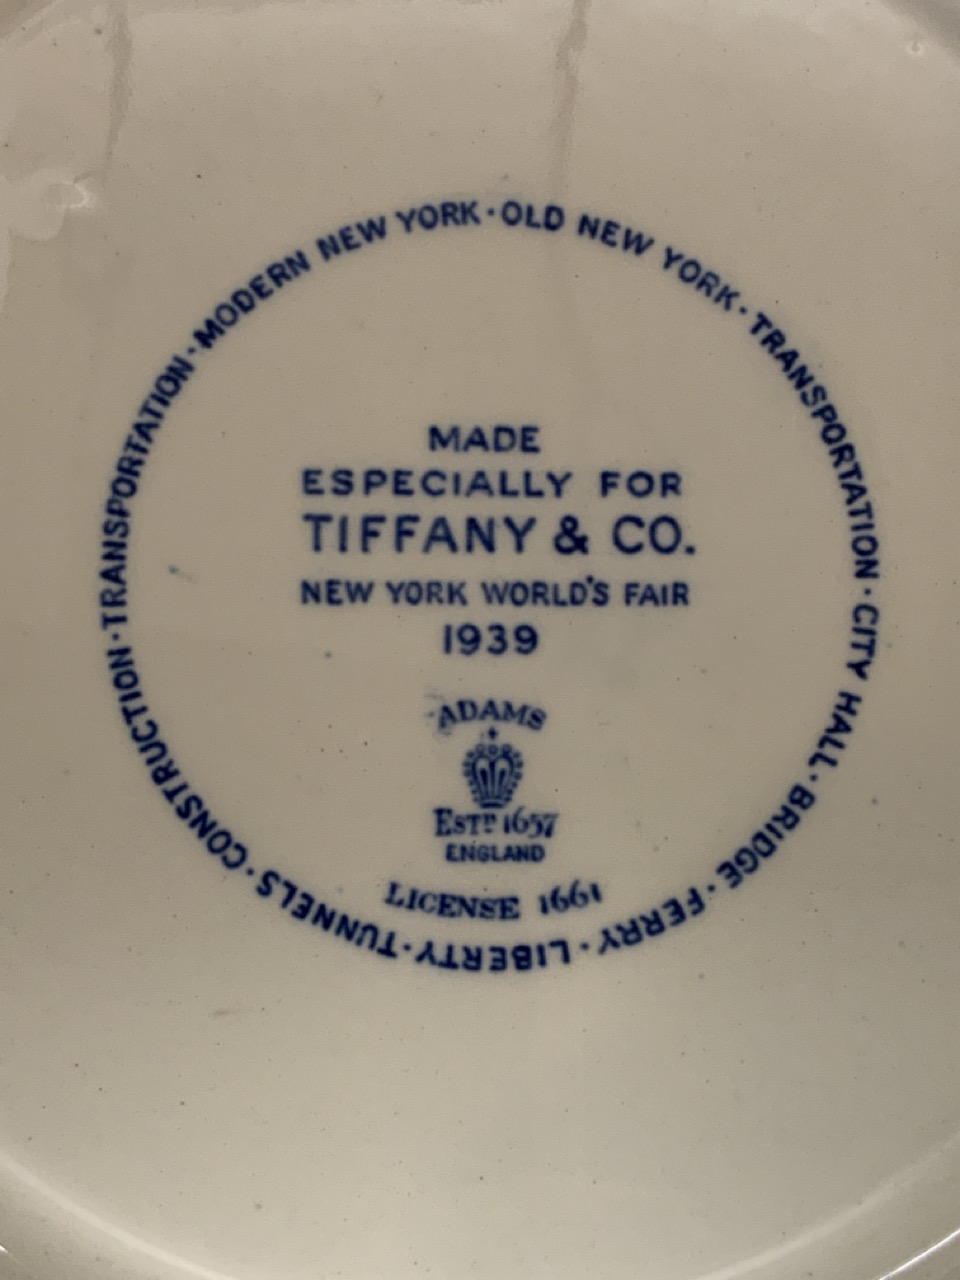 MODERN NEW YORK · OLD NEW YORK · TRANSPORTATION · CITY HALL · BRIDGE · FERRY · LIBERTY · TUNNELS · CONSTRUCTION · TRANSPORTATION ·
MADE
ESPECIALLY FOR
TIFFANY & CO.
NEW YORK WORLD'S FAIR
1939
ADAMS
ESTD 1657
ENGLAND
LICENSE 1661